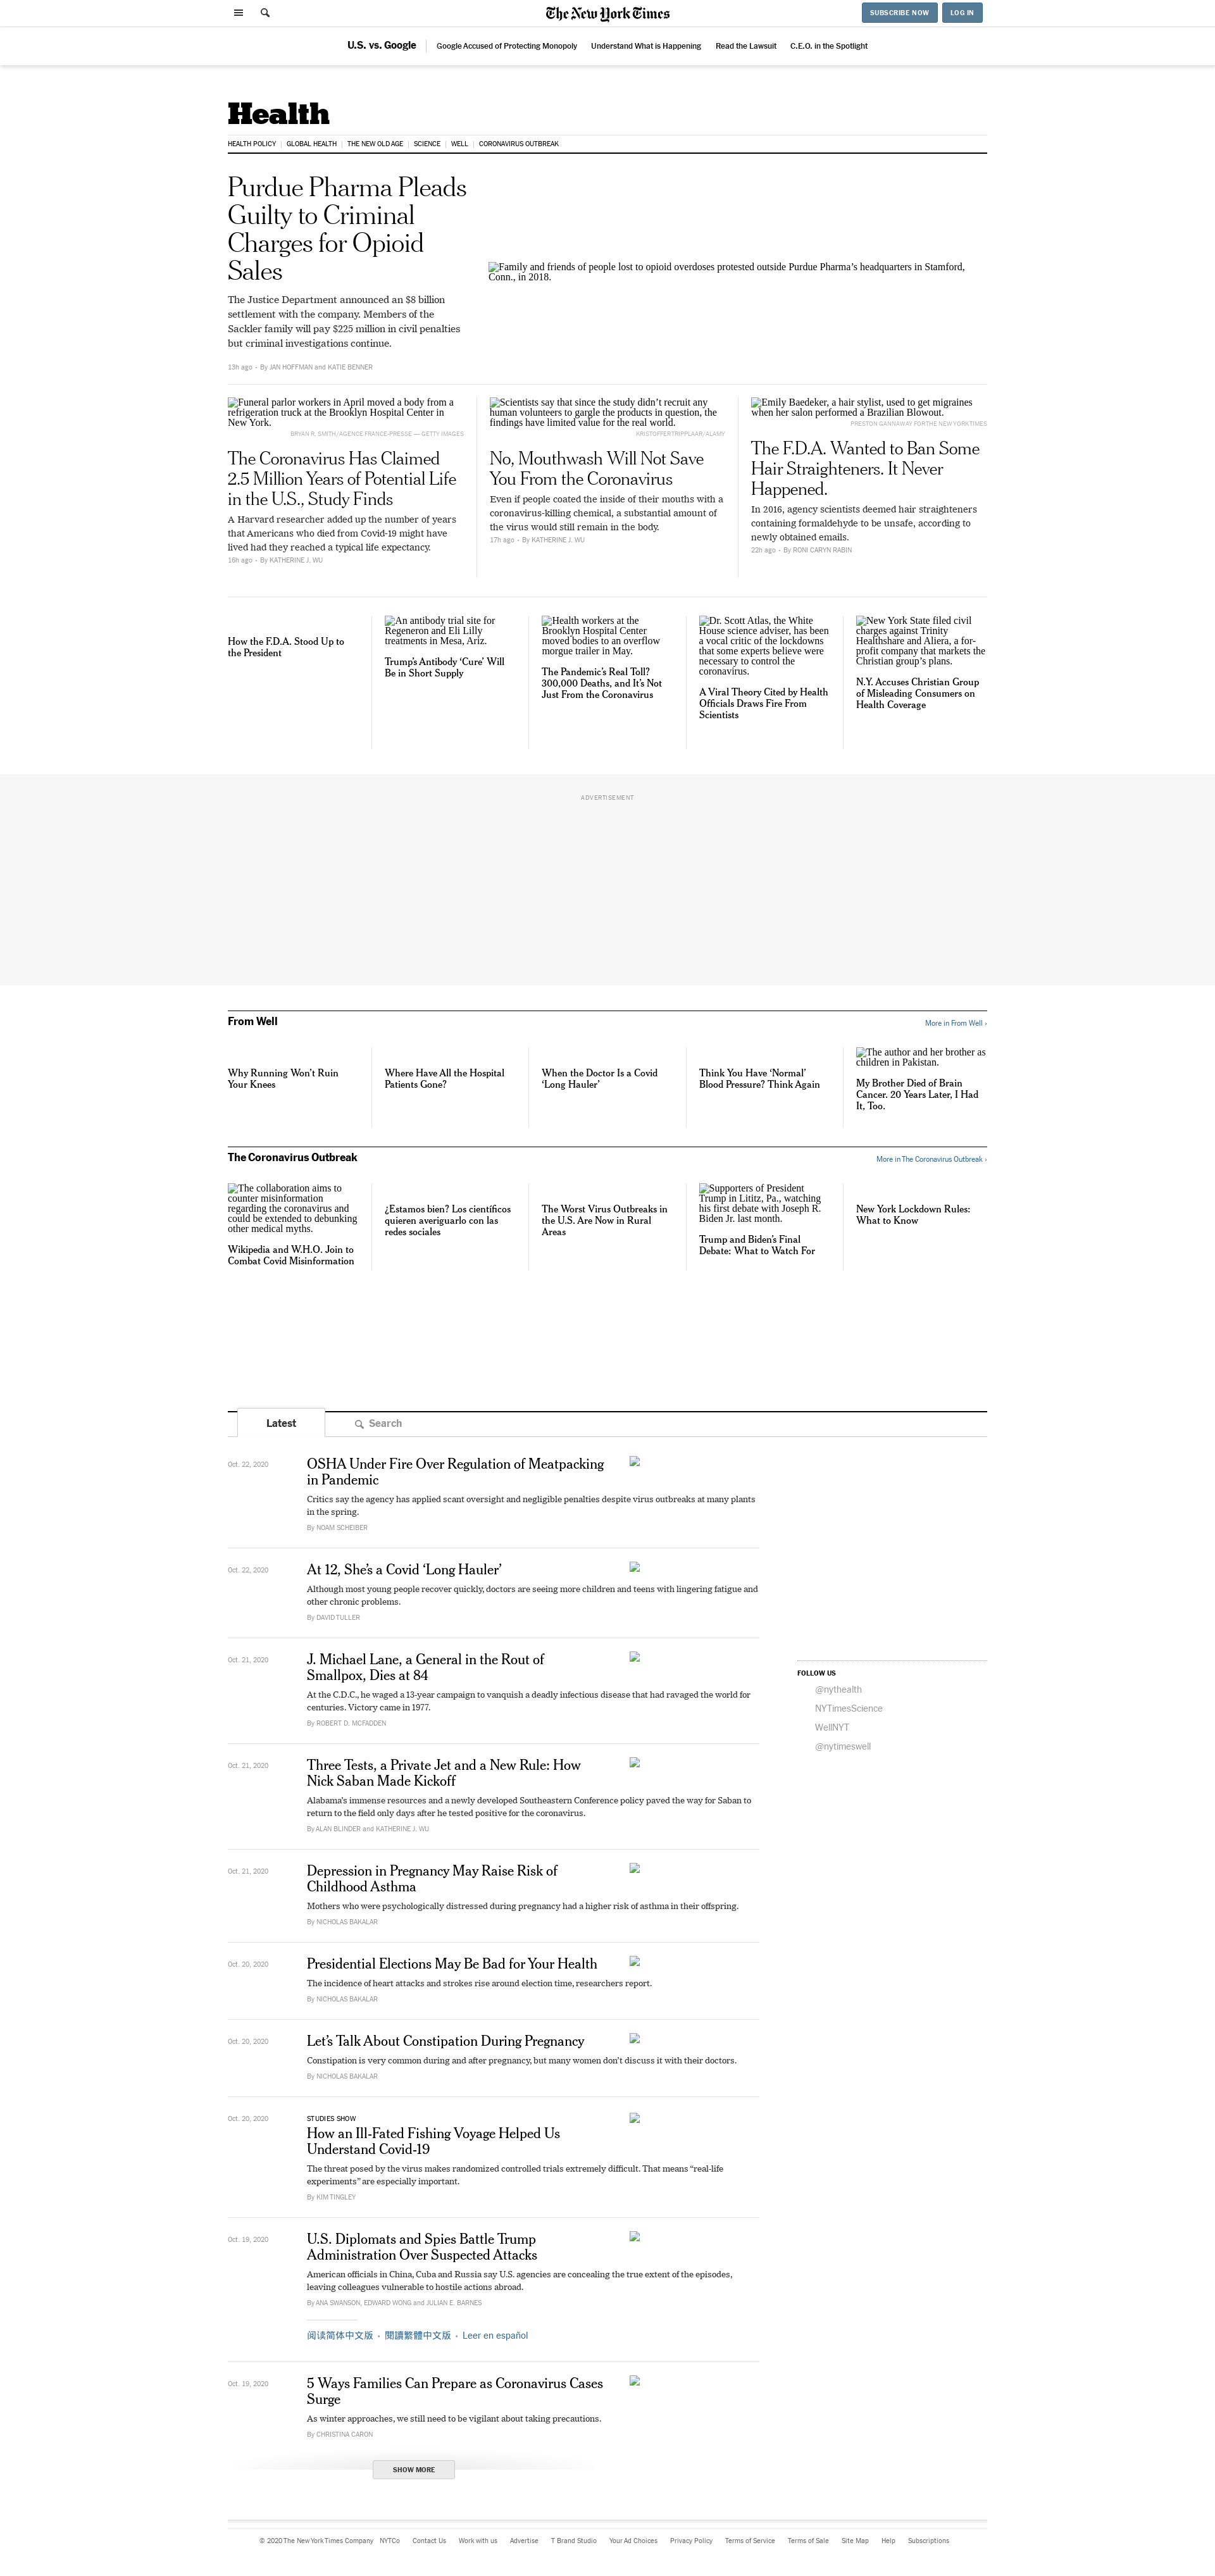 The New York Times
SUBSCRIBE NOW
LOG IN
U.S. vs. Google
Google Accused of Protecting Monopoly
Understand What is Happening
Read the Lawsuit
C.E.O. in the Spotlight
Health
HEALTH POLICY
GLOBAL HEALTH
THE NEW OLD AGE
SCIENCE
WELL
CORONAVIRUS OUTBREAK
Purdue Pharma Pleads
Guilty to Criminal
Charges for Opioid
Sales
The Justice Department announced an $8 billion
settlement with the company. Members of the
Sackler family will pay $225 million in civil penalties
but criminal investigations continue.
13h ago • By JAN HOFFMAN and KATIE BENNER
Family and friends of people lost to opioid overdoses protested outside Purdue Pharma’s headquarters in Stamford,
Conn., in 2018.
Funeral parlor workers in April moved a body from a
refrigeration truck at the Brooklyn Hospital Center in
New York.
BRYAN R. SMITH/AGENCE FRANCE-PRESSE — GETTY IMAGES
The Coronavirus Has Claimed
2.5 Million Years of Potential Life
in the U.S., Study Finds
A Harvard researcher added up the number of years
that Americans who died from Covid-19 might have
lived had they reached a typical life expectancy.
16h ago • By KATHERINE J. WU
Scientists say that since the study didn’t recruit any
human volunteers to gargle the products in question, the
findings have limited value for the real world.
KRISTOFFER TRIPPLAAR/ALAMY
No, Mouthwash Will Not Save
You From the Coronavirus
Even if people coated the inside of their mouths with a
coronavirus-killing chemical, a substantial amount of
the virus would still remain in the body.
17h ago • By KATHERINE J. WU
Emily Baedeker, a hair stylist, used to get migraines
when her salon performed a Brazilian Blowout.
PRESTON GANNAWAY FOR THE NEW YORK TIMES
The F.D.A. Wanted to Ban Some
Hair Straighteners. It Never
Happened.
In 2016, agency scientists deemed hair straighteners
containing formaldehyde to be unsafe, according to
newly obtained emails.
22h ago • By RONI CARYN RABIN
How the F.D.A. Stood Up to
the President
An antibody trial site for
Regeneron and Eli Lilly
treatments in Mesa, Ariz.
Trump’s Antibody ‘Cure’ Will
Be in Short Supply
Health workers at the
Brooklyn Hospital Center
moved bodies to an overflow
morgue trailer in May.
The Pandemic’s Real Toll?
300,000 Deaths, and It’s Not
Just From the Coronavirus
Dr. Scott Atlas, the White
House science adviser, has been
a vocal critic of the lockdowns
that some experts believe were
necessary to control the
coronavirus.
A Viral Theory Cited by Health
Officials Draws Fire From
Scientists
New York State filed civil
charges against Trinity
Healthshare and Aliera, a for-
profit company that markets the
Christian group’s plans.
N.Y. Accuses Christian Group
of Misleading Consumers on
Health Coverage
ADVERTISEMENT
From Well
More in From Well ›
Why Running Won’t Ruin
Your Knees
Where Have All the Hospital
Patients Gone?
When the Doctor Is a Covid
‘Long Hauler’
Think You Have ‘Normal’
Blood Pressure? Think Again
The author and her brother as
children in Pakistan.
My Brother Died of Brain
Cancer. 20 Years Later, I Had
It, Too.
The Coronavirus Outbreak
More in The Coronavirus Outbreak ›
The collaboration aims to
counter misinformation
regarding the coronavirus and
could be extended to debunking
other medical myths.
Wikipedia and W.H.O. Join to
Combat Covid Misinformation
¿Estamos bien? Los científicos
quieren averiguarlo con las
redes sociales
The Worst Virus Outbreaks in
the U.S. Are Now in Rural
Areas
Supporters of President
Trump in Lititz, Pa., watching
his first debate with Joseph R.
Biden Jr. last month.
Trump and Biden’s Final
Debate: What to Watch For
New York Lockdown Rules:
What to Know
Latest
Search
Oct. 22, 2020
OSHA Under Fire Over Regulation of Meatpacking
in Pandemic
Critics say the agency has applied scant oversight and negligible penalties despite virus outbreaks at many plants
in the spring.
By NOAM SCHEIBER
Oct. 22, 2020
At 12, She’s a Covid ‘Long Hauler’
Although most young people recover quickly, doctors are seeing more children and teens with lingering fatigue and
other chronic problems.
By DAVID TULLER
Oct. 21, 2020
J. Michael Lane, a General in the Rout of
Smallpox, Dies at 84
At the C.D.C., he waged a 13-year campaign to vanquish a deadly infectious disease that had ravaged the world for
centuries. Victory came in 1977.
By ROBERT D. MCFADDEN
FOLLOW US
@nythealth
NYTimesScience
WellNYT
@nytimeswell
Oct. 21, 2020
Three Tests, a Private Jet and a New Rule: How
Nick Saban Made Kickoff
Alabama’s immense resources and a newly developed Southeastern Conference policy paved the way for Saban to
return to the field only days after he tested positive for the coronavirus.
By ALAN BLINDER and KATHERINE J. WU
Oct. 21, 2020
Depression in Pregnancy May Raise Risk of
Childhood Asthma
Mothers who were psychologically distressed during pregnancy had a higher risk of asthma in their offspring.
By NICHOLAS BAKALAR
Oct. 20, 2020
Presidential Elections May Be Bad for Your Health
The incidence of heart attacks and strokes rise around election time, researchers report.
By NICHOLAS BAKALAR
Oct. 20, 2020
Let’s Talk About Constipation During Pregnancy
Constipation is very common during and after pregnancy, but many women don’t discuss it with their doctors.
By NICHOLAS BAKALAR
Oct. 20, 2020
STUDIES SHOW
How an Ill-Fated Fishing Voyage Helped Us
Understand Covid-19
The threat posed by the virus makes randomized controlled trials extremely difficult. That means “real-life
experiments” are especially important.
By KIM TINGLEY
Oct. 19, 2020
U.S. Diplomats and Spies Battle Trump
Administration Over Suspected Attacks
American officials in China, Cuba and Russia say U.S. agencies are concealing the true extent of the episodes,
leaving colleagues vulnerable to hostile actions abroad.
By ANA SWANSON, EDWARD WONG and JULIAN E. BARNES
阅读简体中文版 • 閱讀繁體中文版 • Leer en español
Oct. 19, 2020
5 Ways Families Can Prepare as Coronavirus Cases
Surge
As winter approaches, we still need to be vigilant about taking precautions.
By CHRISTINA CARON
SHOW MORE
© 2020 The New York Times Company
NYTCo
Contact Us
Work with us
Advertise
T Brand Studio
Your Ad Choices
Privacy Policy
Terms of Service
Terms of Sale
Site Map
Help
Subscriptions